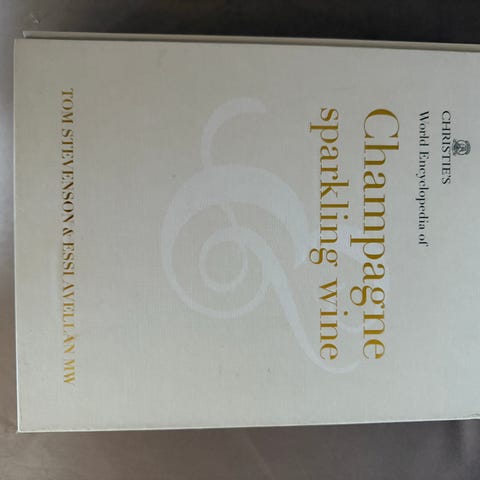 CHRISTIE'S
World Encyclopedia of
Champagne
&
sparkling wine
TOM STEVENSON & ESSI AVELLAN MW